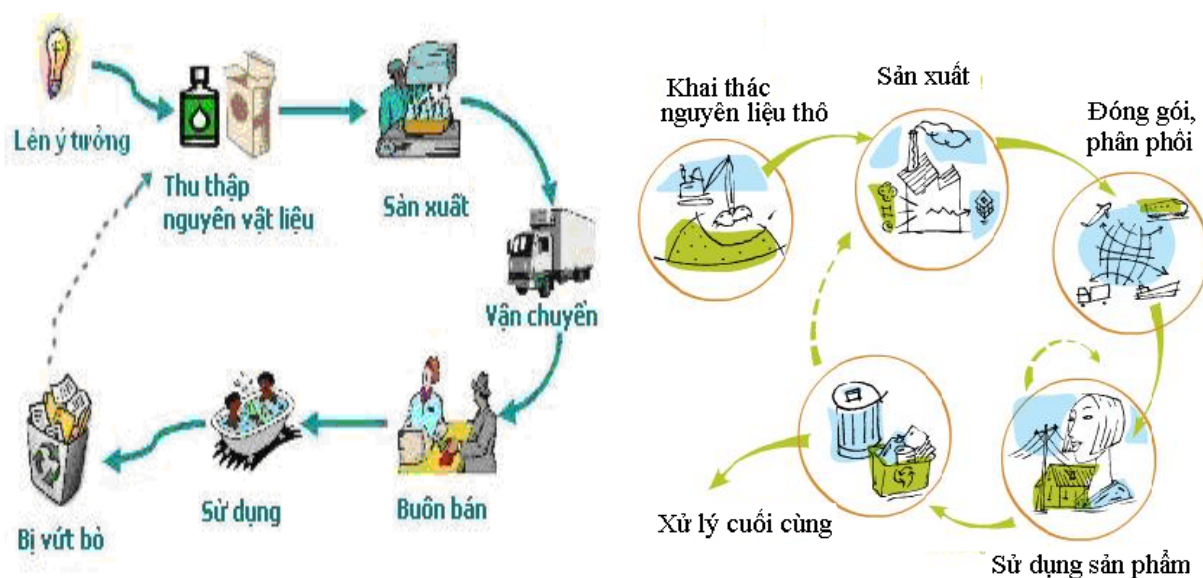 Lên ý tưởng
Thu thập
nguyên vật liệu
Sản xuất
Vận chuyển
Buôn bán
Sử dụng
Bị vứt bỏ
Khai thác
nguyên liệu thô
Sản xuất
Đóng gói,
phân phối
Sử dụng sản phẩm
Xử lý cuối cùng